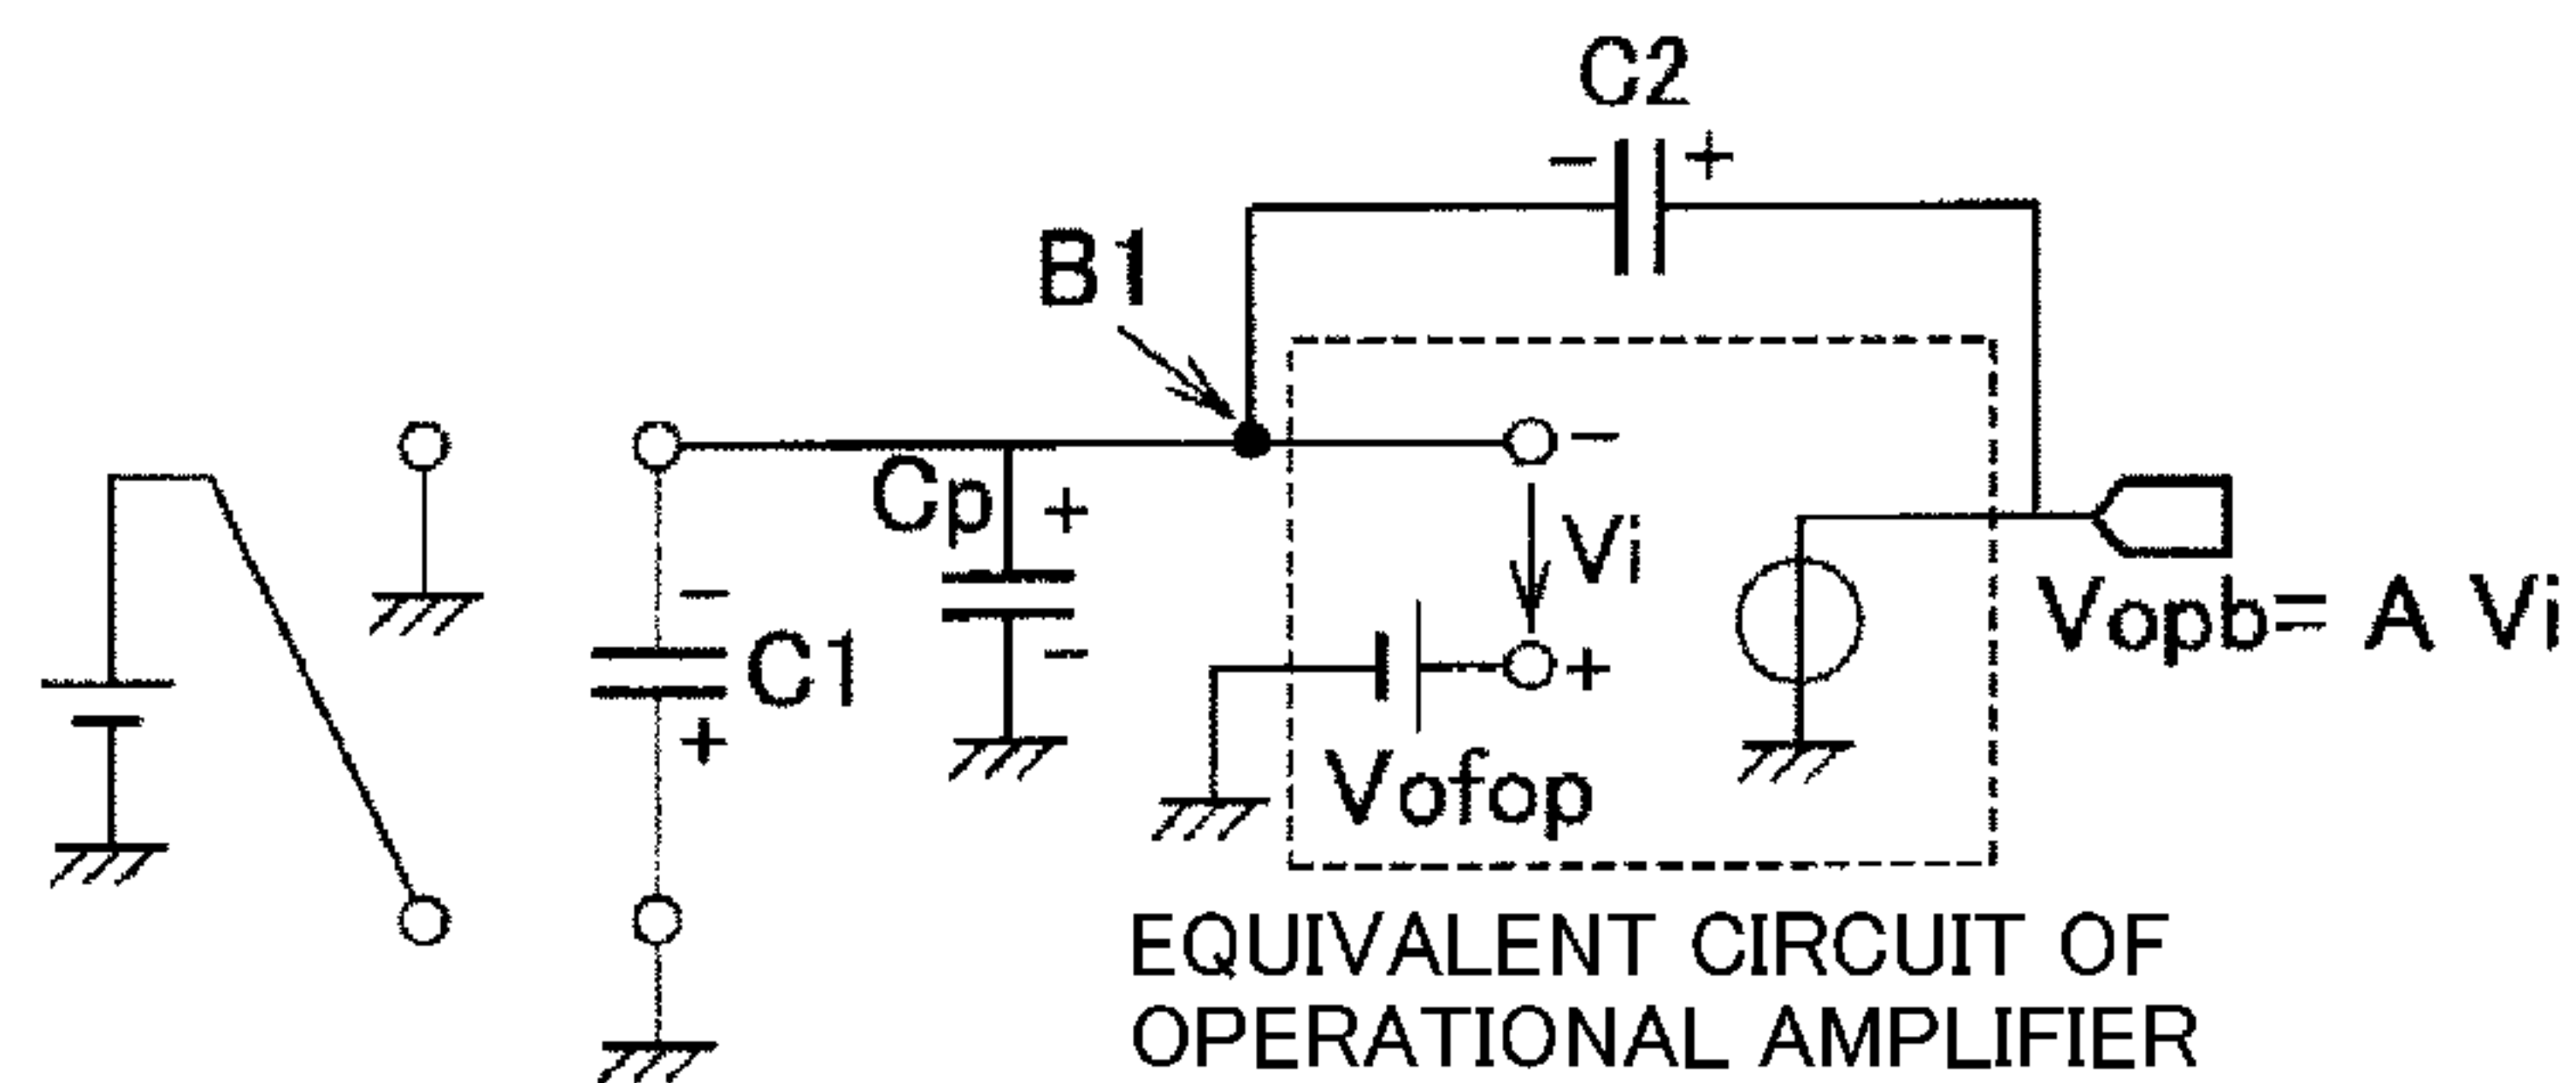 C2
− +
B1
Cp +
−
−
C1
+
−
Vi
+
Vofop
Vopb= A Vi
EQUIVALENT CIRCUIT OF
OPERATIONAL AMPLIFIER